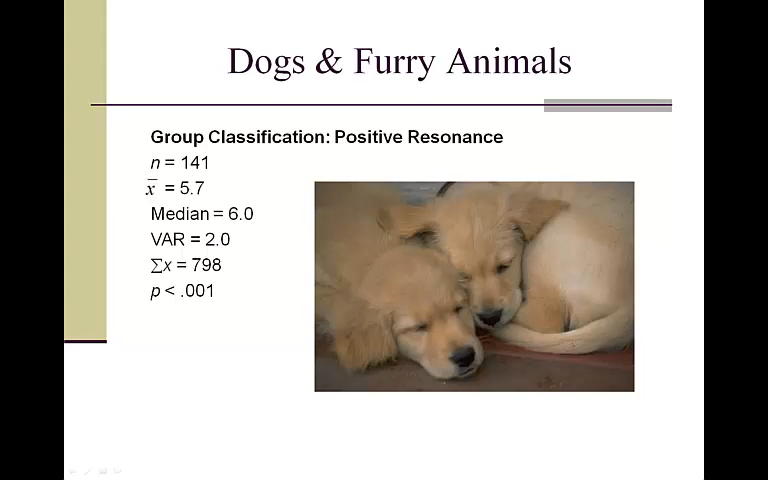 Dogs & Furry Animals
Group Classification: Positive Resonance
n = 141
x̄ = 5.7
Median = 6.0
VAR = 2.0
∑x = 798
p < .001